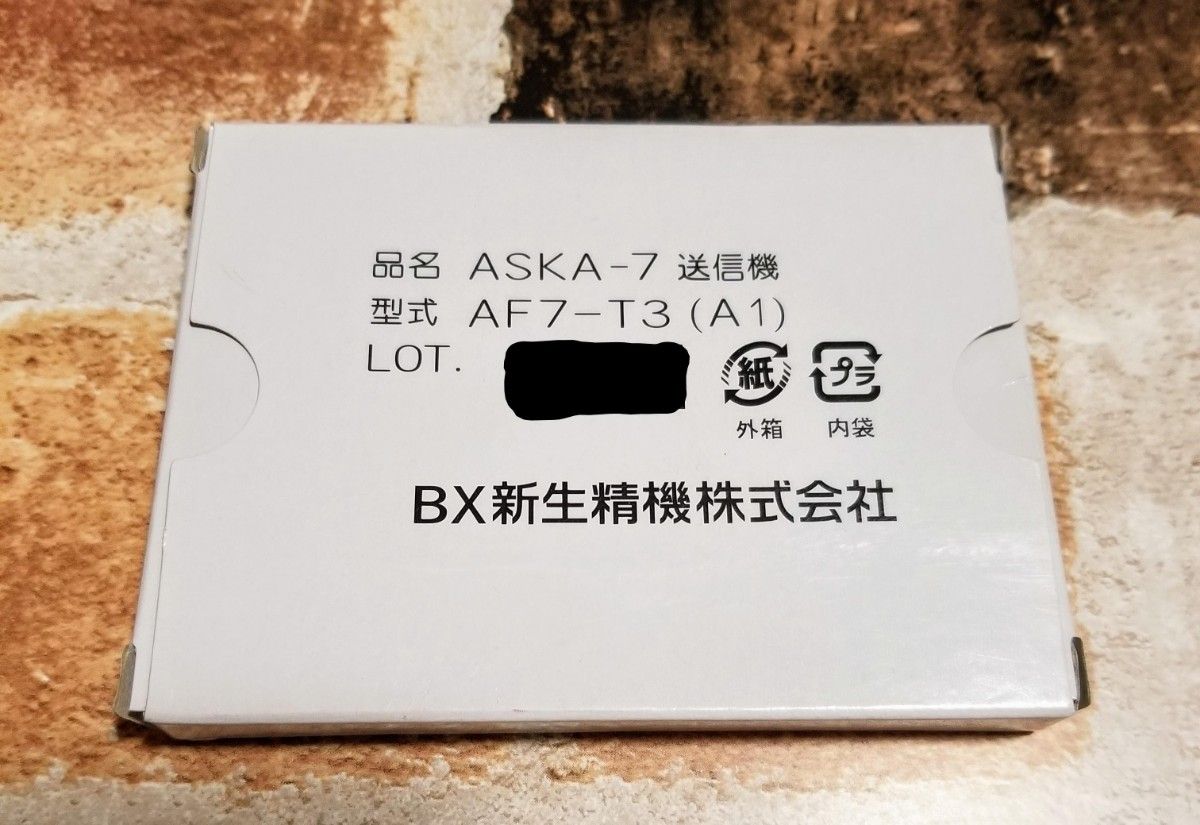 品名 ASKA-7 送信機
型式 AF7-T3 (A1)
LOT.
紙 プラ
外箱 内袋
BX新生精機株式会社